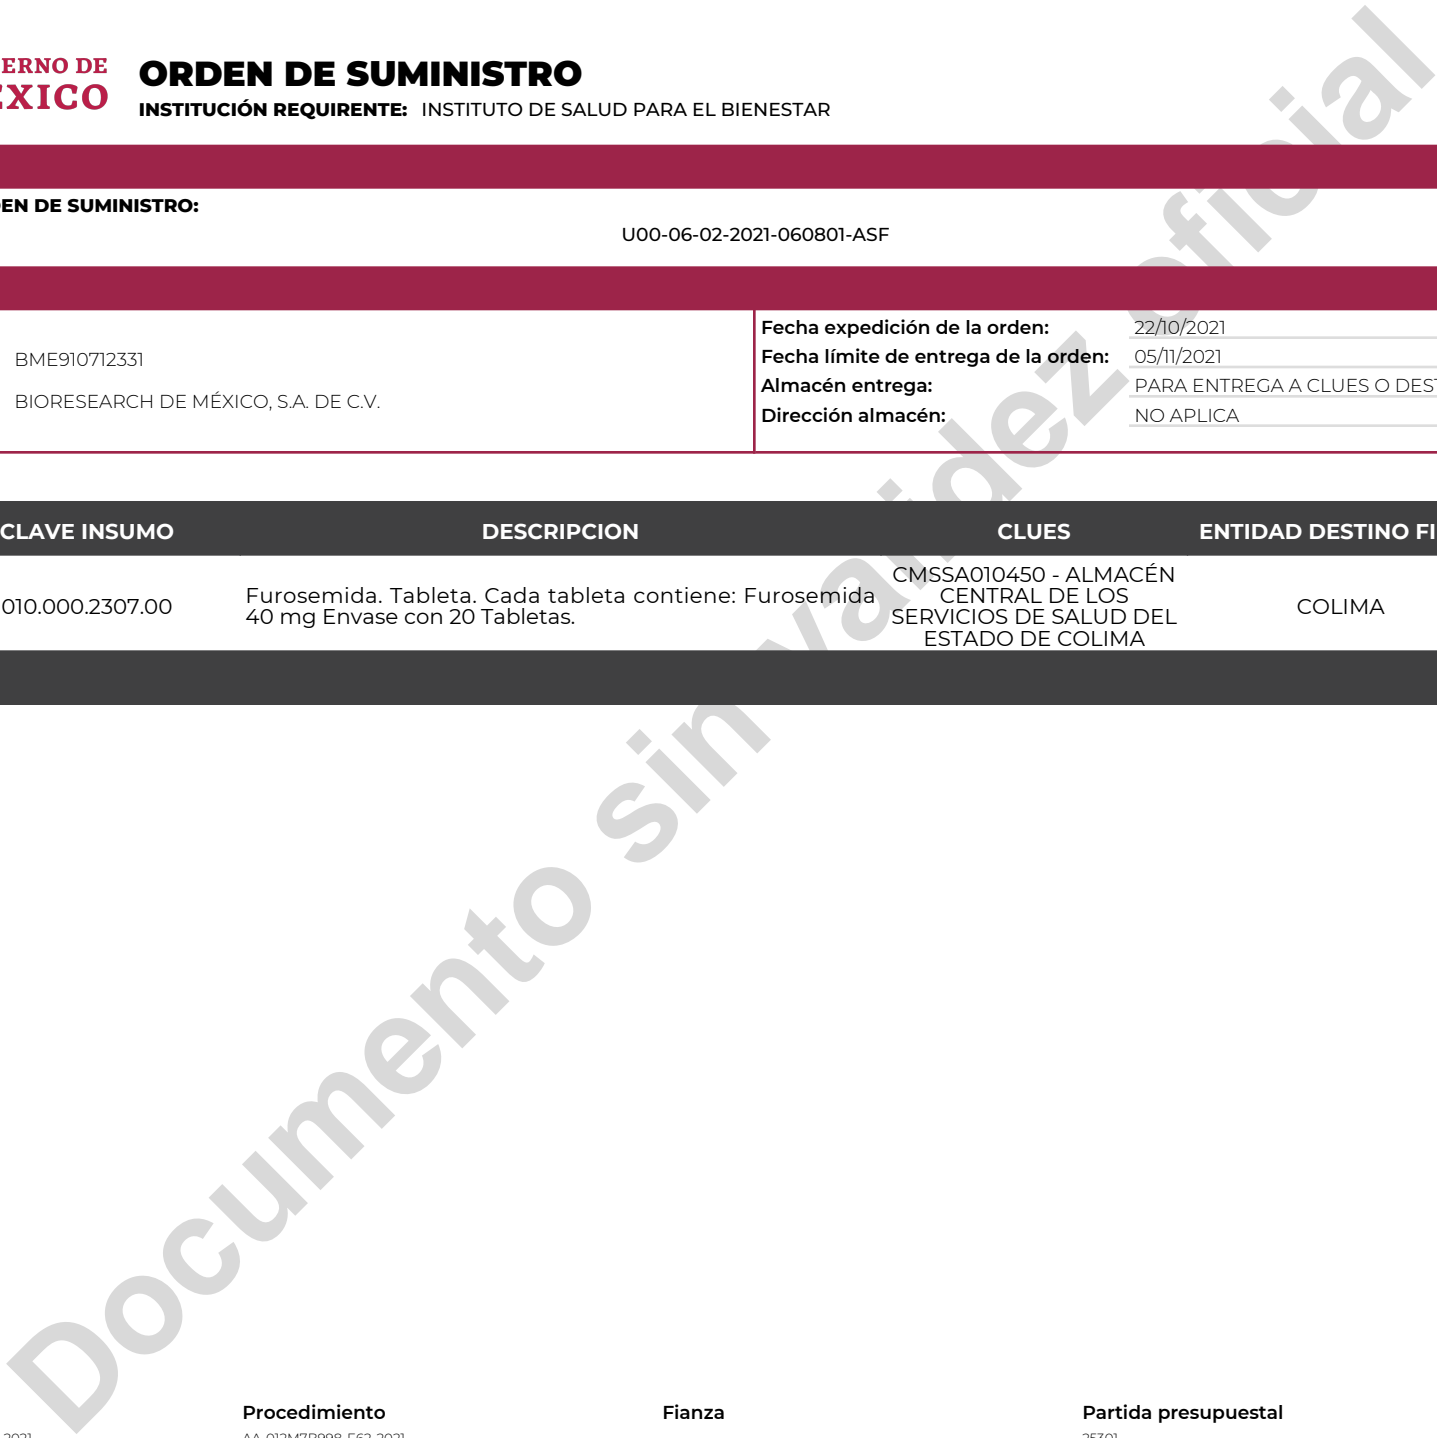 ERNO DE
ÉXICO
ORDEN DE SUMINISTRO
INSTITUCIÓN REQUIRENTE: INSTITUTO DE SALUD PARA EL BIENESTAR
EN DE SUMINISTRO:
U00-06-02-2021-060801-ASF
BME910712331
BIORESEARCH DE MÉXICO, S.A. DE C.V.
Fecha expedición de la orden: 22/10/2021
Fecha límite de entrega de la orden: 05/11/2021
Almacén entrega: PARA ENTREGA A CLUES O DEST
Dirección almacén: NO APLICA
CLAVE INSUMO DESCRIPCION CLUES ENTIDAD DESTINO FI
010.000.2307.00
Furosemida. Tableta. Cada tableta contiene: Furosemida
40 mg Envase con 20 Tabletas.
CMSSA010450 - ALMACÉN
CENTRAL DE LOS
SERVICIOS DE SALUD DEL
ESTADO DE COLIMA
COLIMA
Documento sin validez oficial
Procedimiento Fianza Partida presupuestal